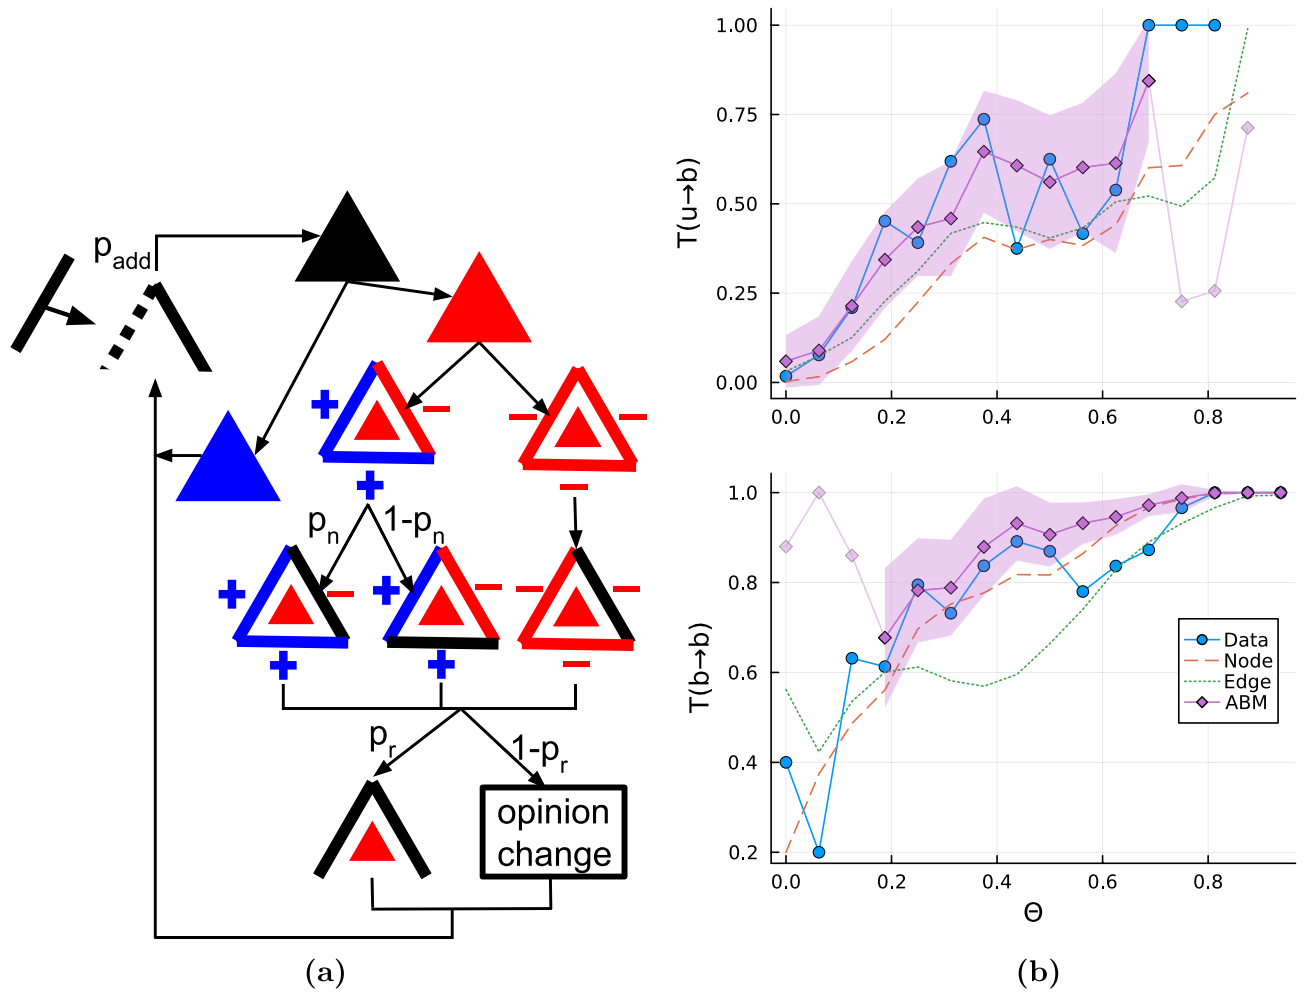 p_add
+
−
+
−
−
−
p_n
1-p_n
+
−
+
+
−
+
−
−
−
p_r
1-p_r
opinion
change
(a)
1.00
0.75
0.50
0.25
0.00
T(u→b)
0.0
0.2
0.4
0.6
0.8
1.0
0.8
0.6
0.4
0.2
T(b→b)
Data
Node
Edge
ABM
0.0
0.2
0.4
0.6
0.8
Θ
(b)